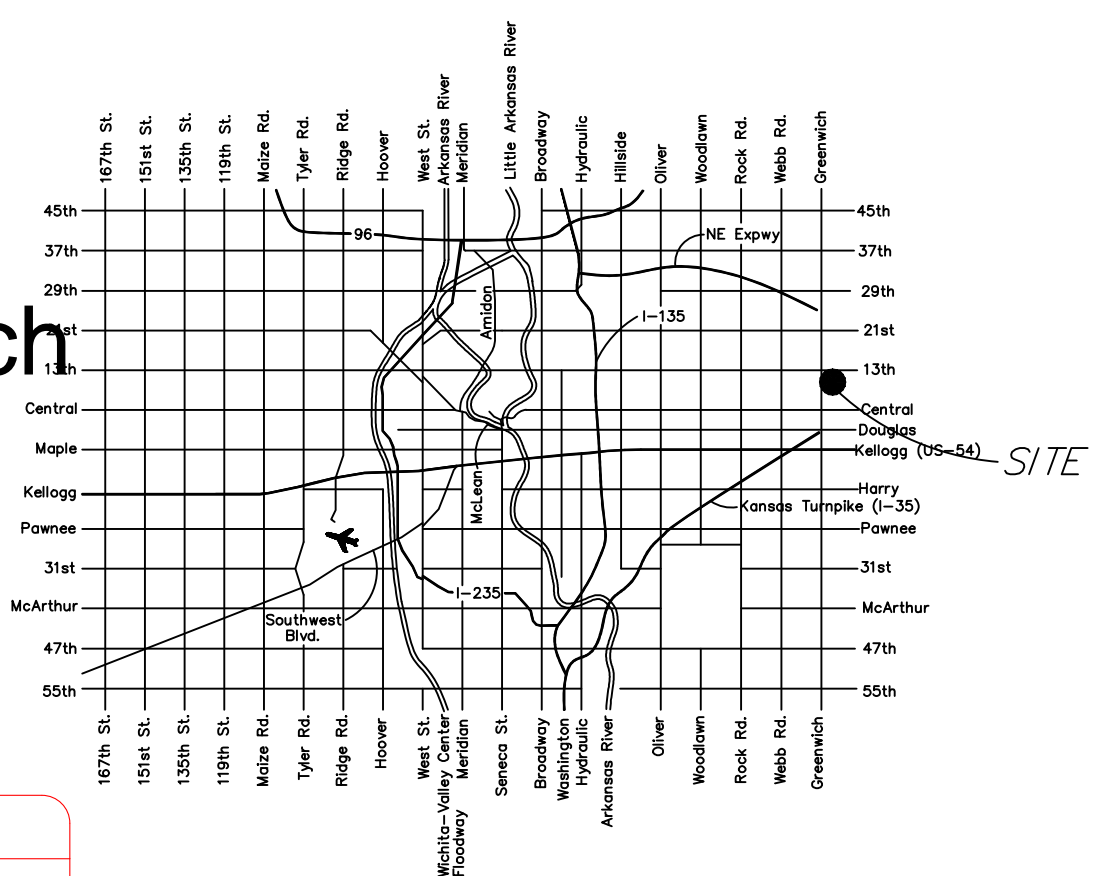 167th St.
151st St.
135th St.
119th St.
Maize Rd.
Tyler Rd.
Ridge Rd.
Hoover
West St.
Arkansas River
Meridian
Little Arkansas River
Broadway
Hydraulic
Hillside
Oliver
Woodlawn
Rock Rd.
Webb Rd.
Greenwich
45th
45th
96
NE Expwy
37th
37th
29th
29th
Amidon
I-135
ch
21st
21st
13th
13th
Central
Central
Douglas
Maple
Kellogg (US-54)
SITE
Kellogg
McLean
Harry
Kansas Turnpike (I-35)
Pawnee
Pawnee
31st
31st
I-235
McArthur
McArthur
Southwest
Blvd.
47th
47th
55th
55th
167th St.
151st St.
135th St.
119th St.
Maize Rd.
Tyler Rd.
Ridge Rd.
Hoover
West St.
Wichita-Valley Center
Floodway
Meridian
Seneca St.
Broadway
Washington
Hydraulic
Arkansas River
Oliver
Woodlawn
Rock Rd.
Webb Rd.
Greenwich